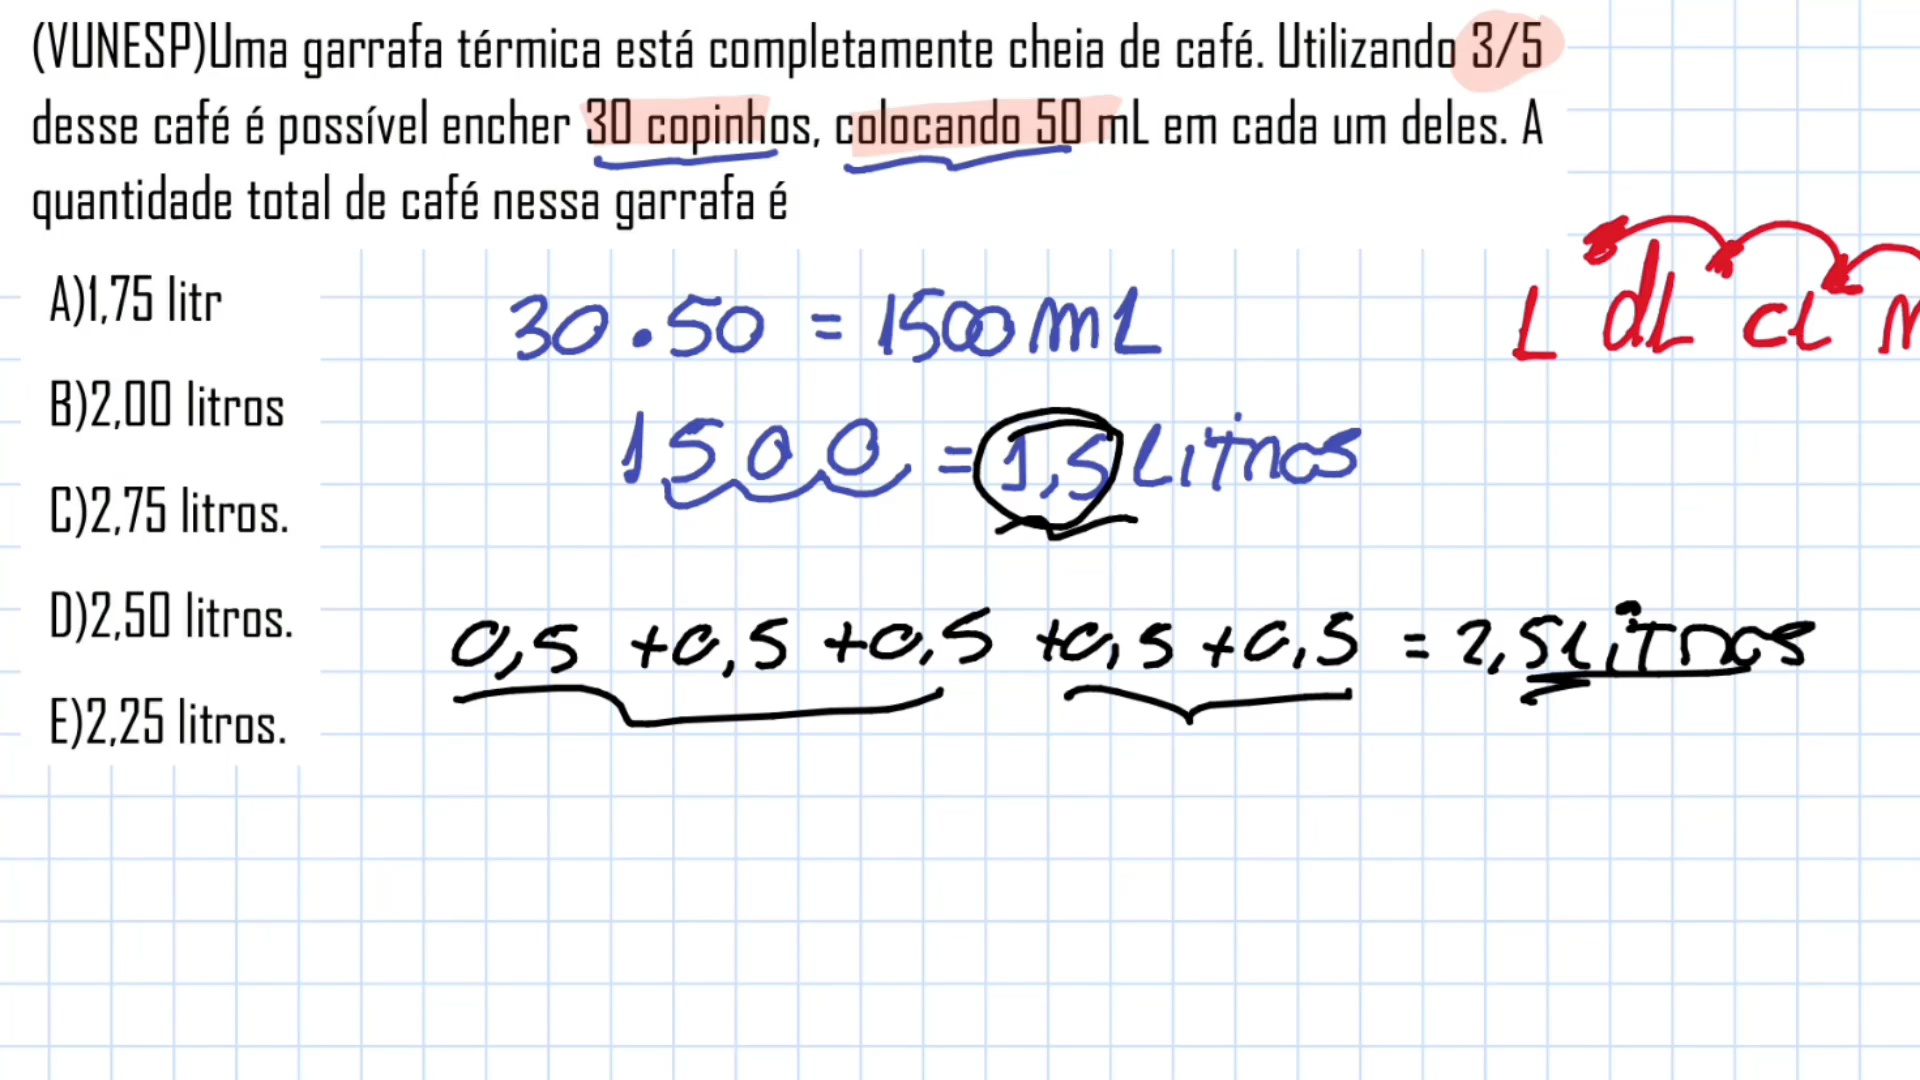 (VUNESP)Uma garrafa térmica está completamente cheia de café. Utilizando 3/5
desse café é possível encher 30 copinhos, colocando 50 mL em cada um deles. A
quantidade total de café nessa garrafa é
A)1,75 litr
B)2,00 litros
C)2,75 litros.
D)2,50 litros.
E)2,25 litros.
30.50 = 1500 mL
L dL cL m
1500 = 1,5 Litros
0,5 +0,5 +0,5 +0,5 +0,5 = 2,5 Litros